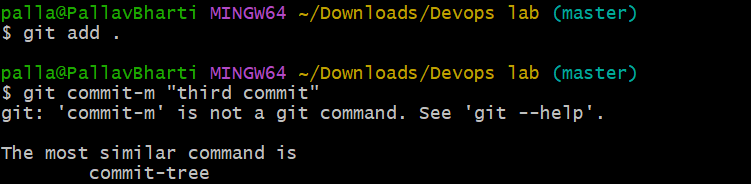 palla@PallavBharti MINGW64 ~/Downloads/Devops lab (master)
$ git add .
palla@PallavBharti MINGW64 ~/Downloads/Devops lab (master)
$ git commit-m "third commit"
git: 'commit-m' is not a git command. See 'git --help'.
The most similar command is
commit-tree